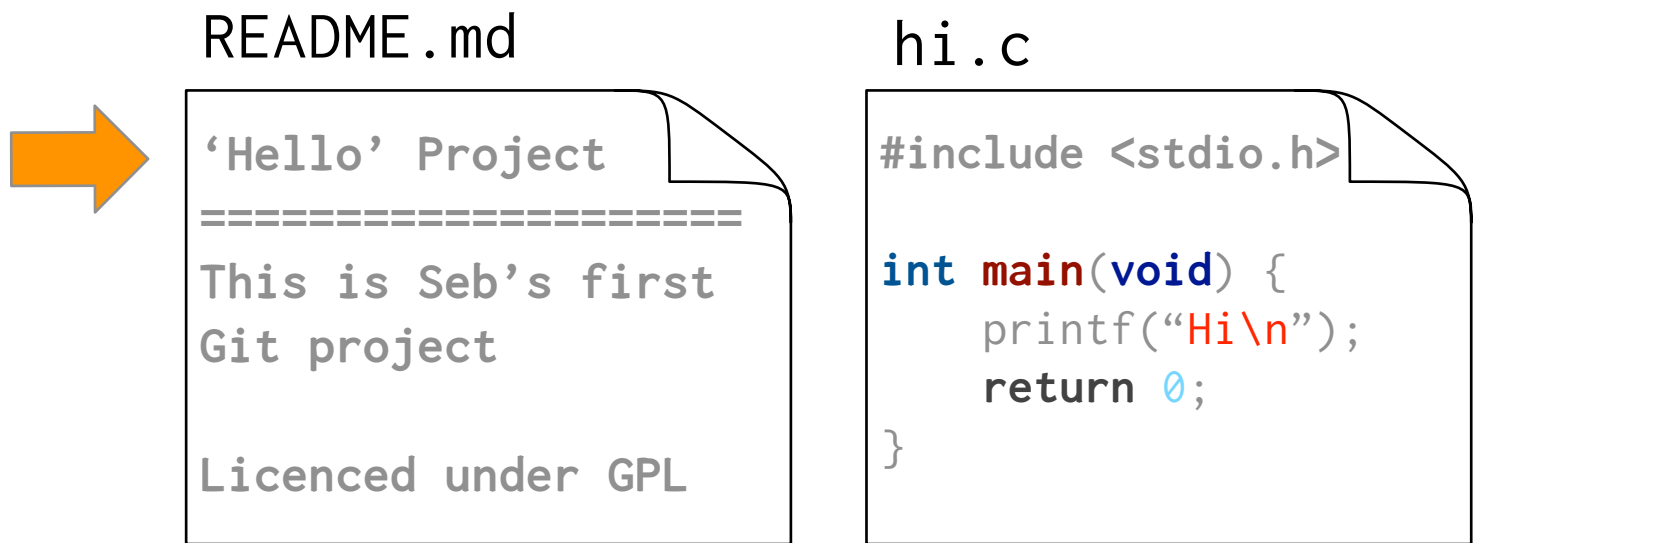 README.md
‘Hello’ Project
====================
This is Seb’s first
Git project
Licenced under GPL
hi.c
#include <stdio.h>
int main(void) {
    printf(“Hi\n”);
    return 0;
}